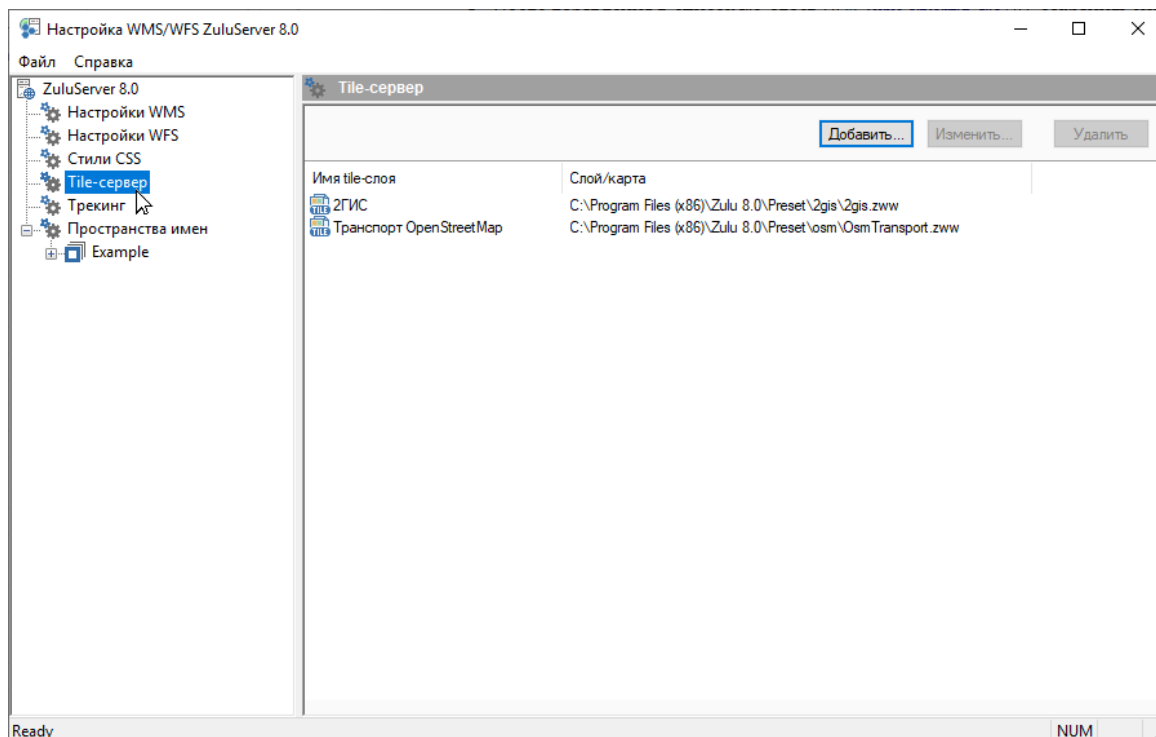 Настройка WMS/WFS ZuluServer 8.0
Файл Справка
ZuluServer 8.0
Настройки WMS
Настройки WFS
Стили CSS
Tile-сервер
Трекинг
Пространства имен
Example
Tile-сервер
Добавить... Изменить... Удалить
Имя tile-слоя Слой/карта
TILE 2ГИС C:\Program Files (x86)\Zulu 8.0\Preset\2gis\2gis.zww
TILE Транспорт OpenStreetMap C:\Program Files (x86)\Zulu 8.0\Preset\osm\OsmTransport.zww
Ready NUM